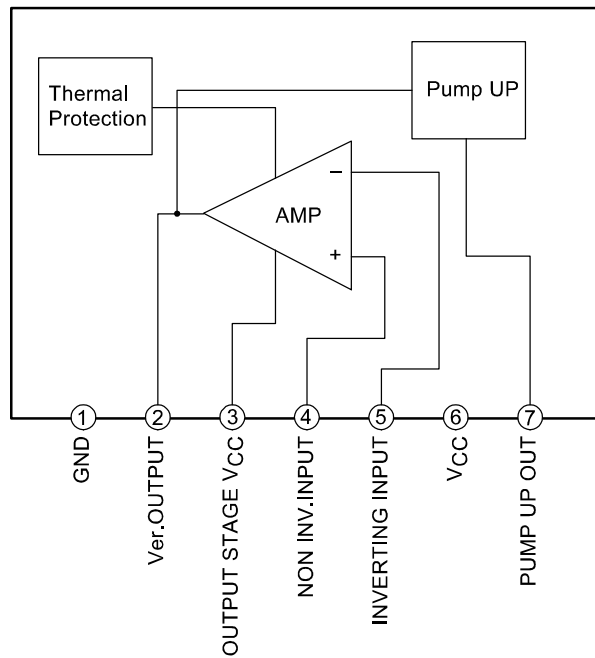 Thermal
Protection
Pump UP
−
AMP
+
1
2
3
4
5
6
7
GND
Ver.OUTPUT
OUTPUT STAGE VCC
NON INV.INPUT
INVERTING INPUT
VCC
PUMP UP OUT